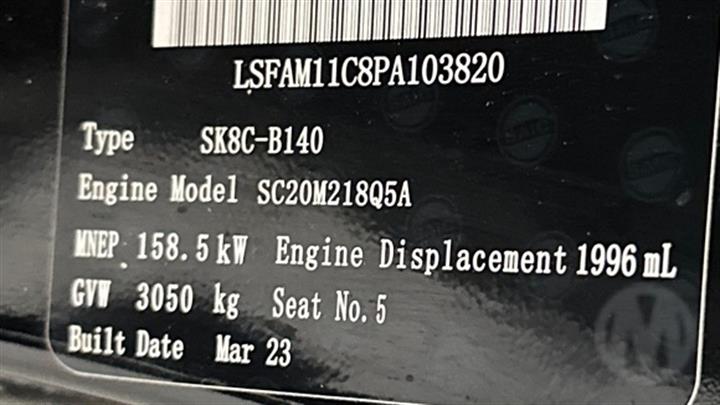 LSFAM11C8PA103820
Type SK8C-B140
Engine Model SC20M218Q5A
MNEP 158.5 kW Engine Displacement 1996 mL
GVW 3050 kg Seat No. 5
Built Date Mar 23